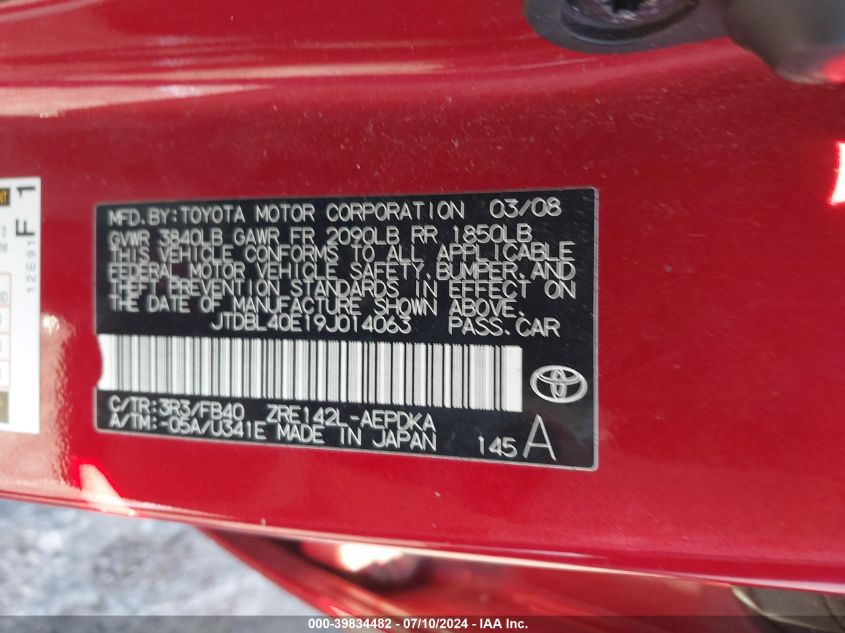 MFD. BY: TOYOTA MOTOR CORPORATION 03/08
GVWR 3840LB GAWR FR 2090LB RR 1850LB
THIS VEHICLE CONFORMS TO ALL APPLICABLE
FEDERAL MOTOR VEHICLE SAFETY, BUMPER, AND
THEFT PREVENTION STANDARDS IN EFFECT ON
THE DATE OF MANUFACTURE SHOWN ABOVE.
JTDBL40E19J014063 PASS. CAR
C/TR: 3R3/FB40 ZRE142L-AEPDKA
A/TM: -05A/U341E MADE IN JAPAN
145 A
F 1
12E91
000-39834482 - 07/10/2024 - IAA Inc.